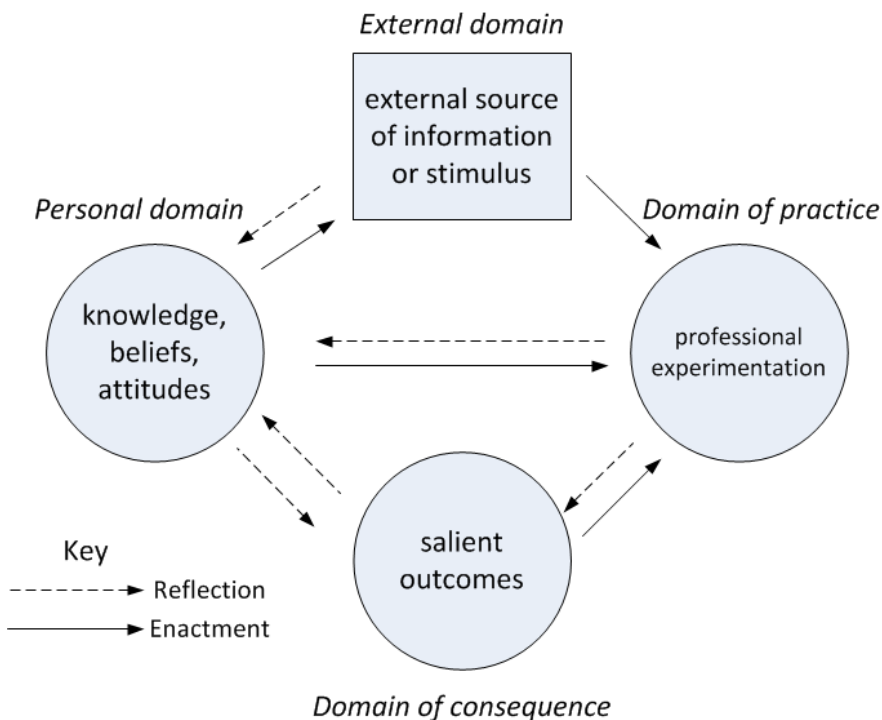 External domain
external source
of information
or stimulus
Personal domain
Domain of practice
knowledge,
beliefs,
attitudes
professional
experimentation
salient
outcomes
Key
Reflection
Enactment
Domain of consequence